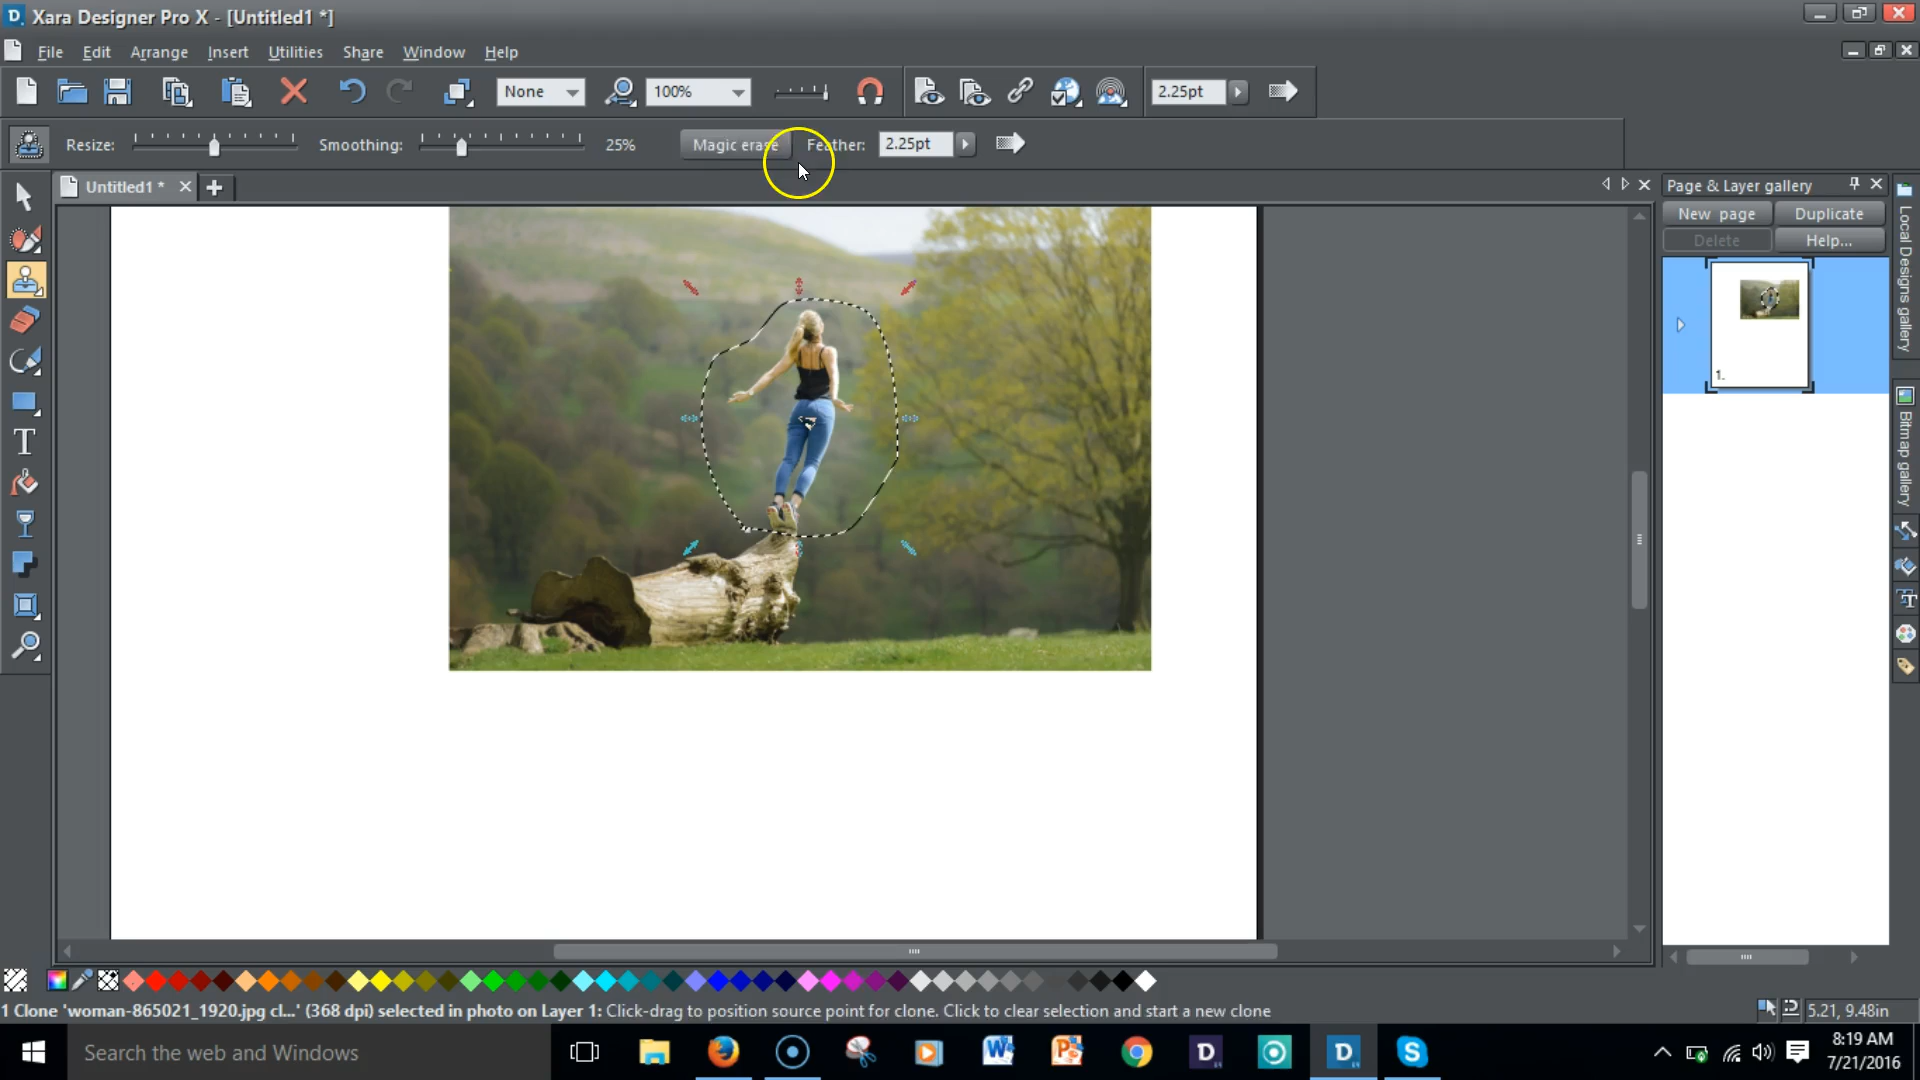 Xara Designer Pro X - [Untitled1 *]
File Edit Arrange Insert Utilities Share Window Help
None 100% 2.25pt
Resize: Smoothing: 25% Magic erase Feather: 2.25pt
Untitled1 *
Page & Layer gallery
New page Duplicate
Delete Help...
1.
Local Designs gallery
Bitmap gallery
1 Clone 'woman-865021_1920.jpg cl...' (368 dpi) selected in photo on Layer 1: Click-drag to position source point for clone. Click to clear selection and start a new clone
5.21, 9.48in
Search the web and Windows
8:19 AM
7/21/2016